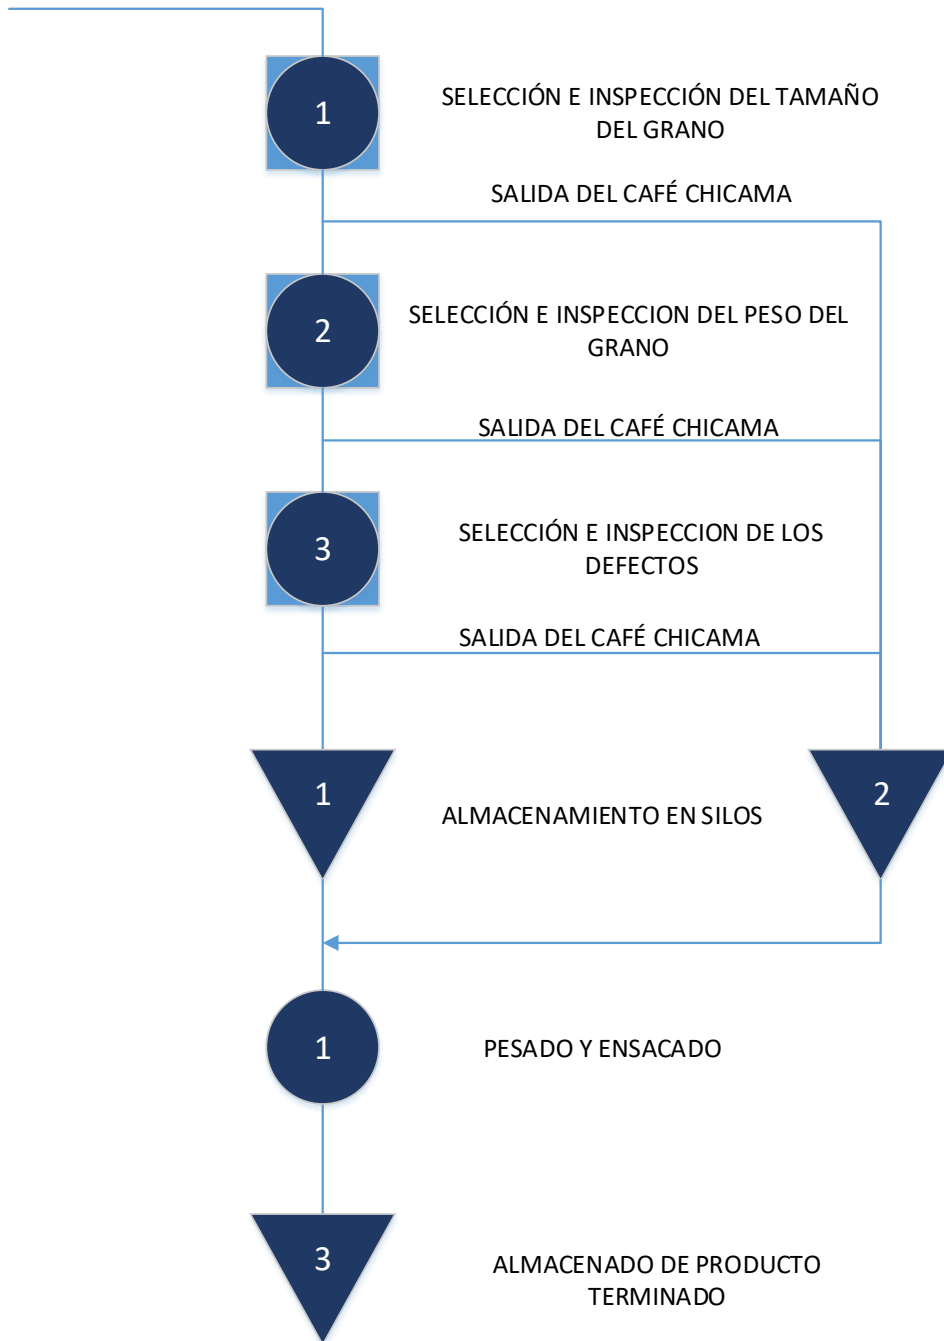 1
SELECCIÓN E INSPECCIÓN DEL TAMAÑO
DEL GRANO
SALIDA DEL CAFÉ CHICAMA
2
SELECCIÓN E INSPECCION DEL PESO DEL
GRANO
SALIDA DEL CAFÉ CHICAMA
3
SELECCIÓN E INSPECCION DE LOS
DEFECTOS
SALIDA DEL CAFÉ CHICAMA
1
ALMACENAMIENTO EN SILOS
2
1
PESADO Y ENSACADO
3
ALMACENADO DE PRODUCTO
TERMINADO